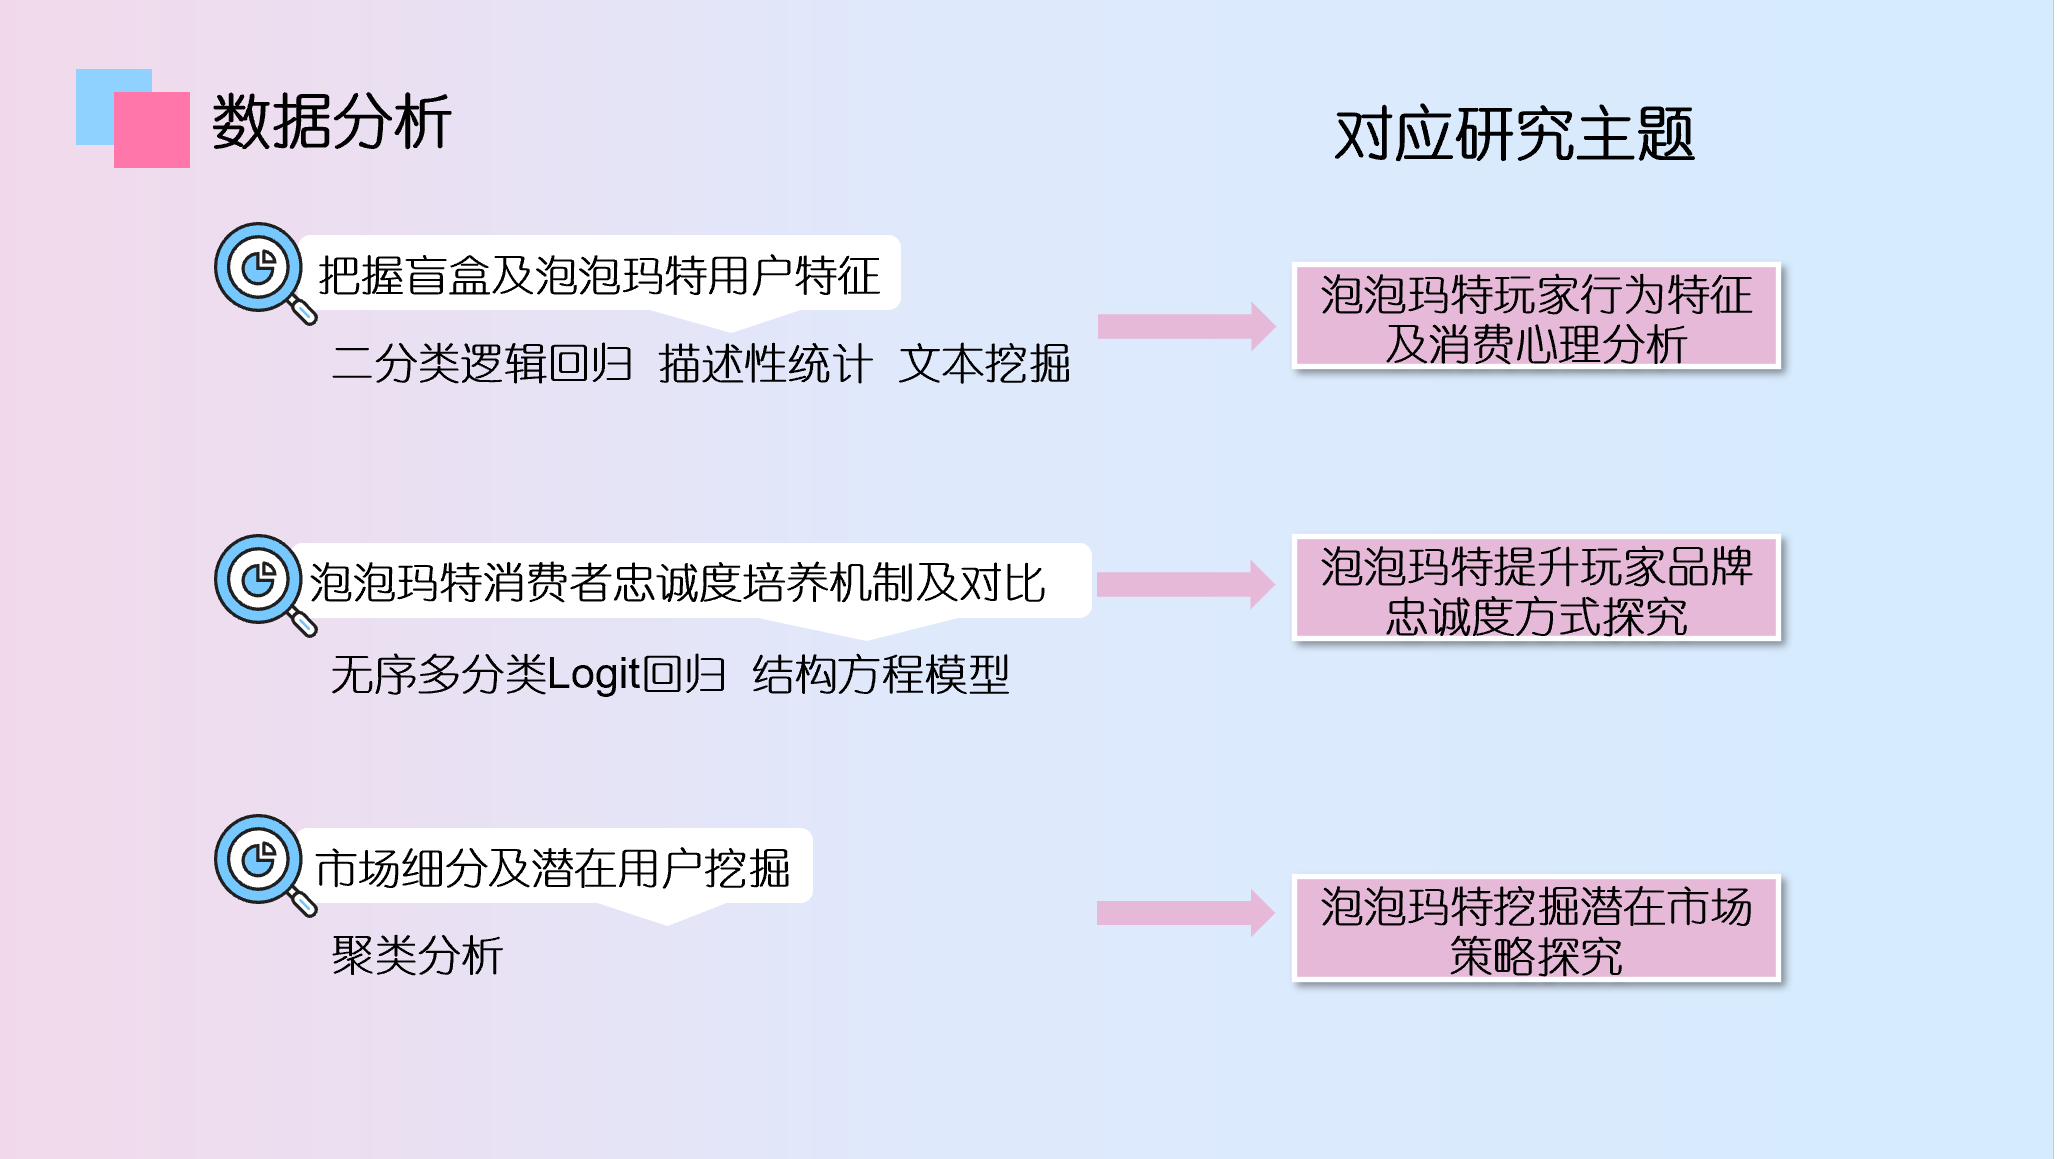 数据分析
对应研究主题
把握盲盒及泡泡玛特用户特征
二分类逻辑回归 描述性统计 文本挖掘
泡泡玛特玩家行为特征
及消费心理分析
泡泡玛特消费者忠诚度培养机制及对比
无序多分类Logit回归 结构方程模型
泡泡玛特提升玩家品牌
忠诚度方式探究
市场细分及潜在用户挖掘
聚类分析
泡泡玛特挖掘潜在市场
策略探究